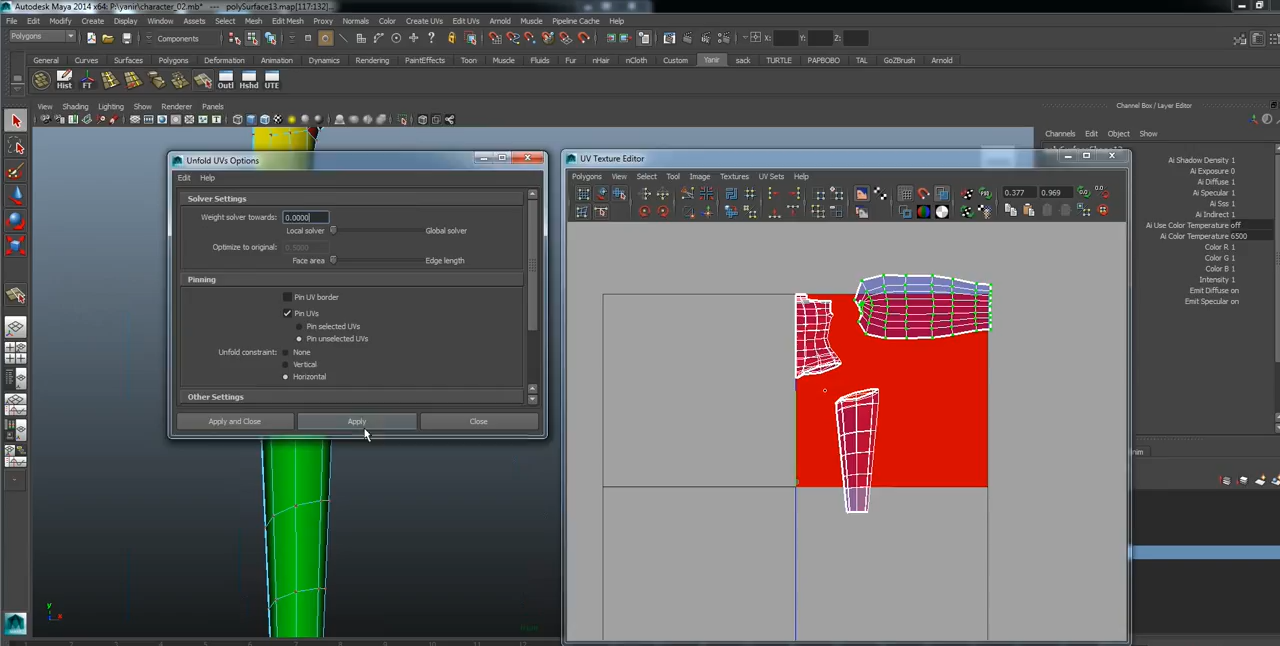 Autodesk Maya 2014 x64: P:\yanir\character_02.mb* --- polySurface13.map[117:132]...
File Edit Modify Create Display Window Assets Select Mesh Edit Mesh Proxy Normals Color Create UVs Edit UVs Arnold Muscle Pipeline Cache Help
Polygons Components X: Y: Z:
General Curves Surfaces Polygons Deformation Animation Dynamics Rendering PaintEffects Toon Muscle Fluids Fur nHair nCloth Custom Yanir sack TURTLE PAPBOBO TAL GoZBrush Arnold
Hist FT Outl Hshd UTE
View Shading Lighting Show Renderer Panels
Channel Box / Layer Editor
Channels Edit Object Show
Ai Shadow Density 1
Ai Exposure 0
Ai Diffuse 1
Ai Specular 1
Ai Sss 1
Ai Indirect 1
Ai Use Color Temperature off
Ai Color Temperature 6500
Color R 1
Color G 1
Color B 1
Intensity 1
Emit Diffuse on
Emit Specular on
Unfold UVs Options
Edit Help
Solver Settings
Weight solver towards: 0.0000
Local solver Global solver
Optimize to original: 0.5000
Face area Edge length
Pinning
Pin UV border
Pin UVs
Pin selected UVs
Pin unselected UVs
Unfold constraint: None
Vertical
Horizontal
Other Settings
Apply and Close Apply Close
UV Texture Editor
Polygons View Select Tool Image Textures UV Sets Help
0.377 0.969
y
x